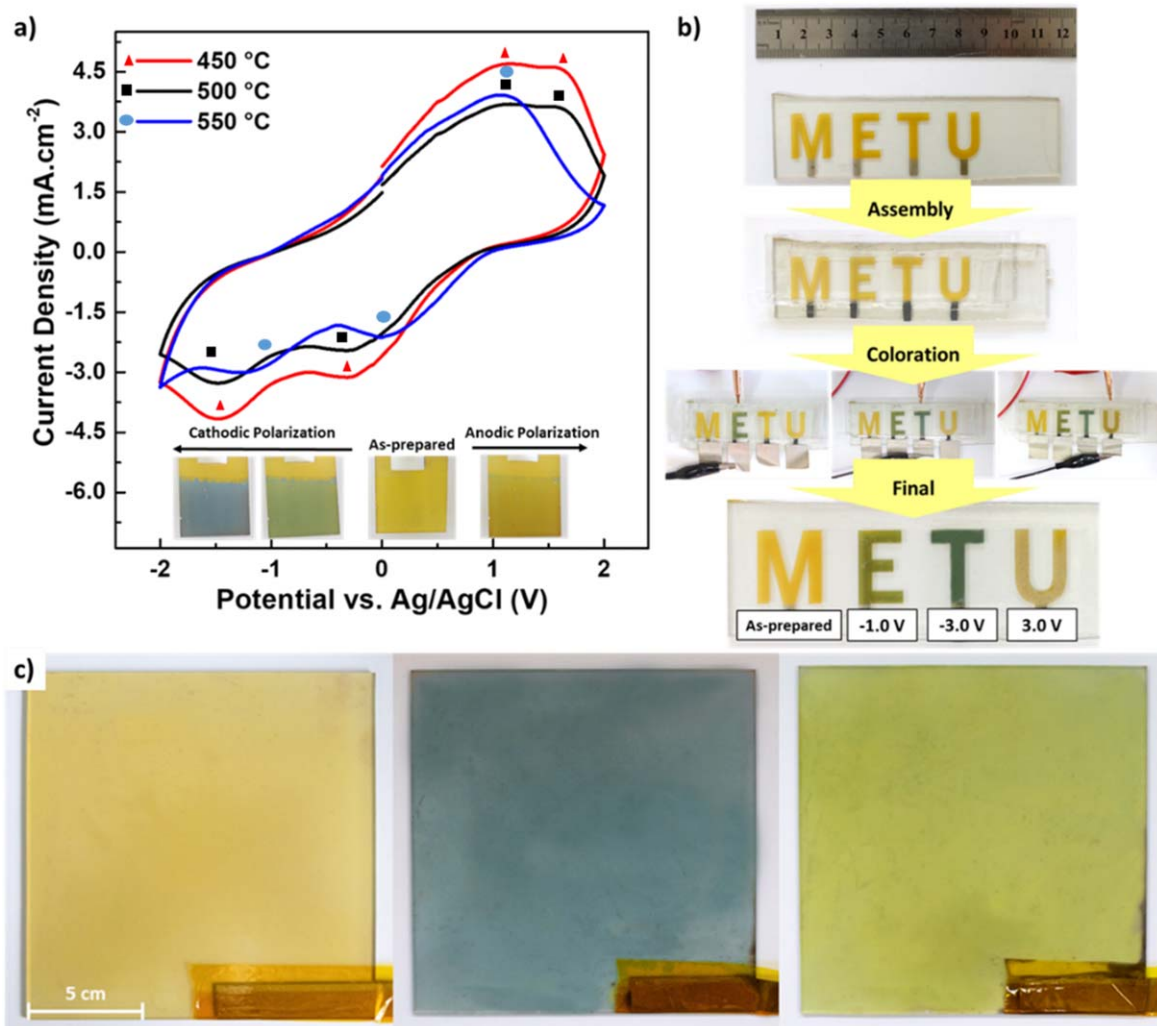 a)
450 °C
500 °C
550 °C
Current Density (mA.cm⁻²)
4.5
3.0
1.5
0.0
-1.5
-3.0
-4.5
-6.0
Cathodic Polarization
As-prepared
Anodic Polarization
-2
-1
0
1
2
Potential vs. Ag/AgCl (V)
b)
1 2 3 4 5 6 7 8 9 10 11 12
METU
Assembly
METU
Coloration
METU
METU
METU
Final
METU
As-prepared
-1.0 V
-3.0 V
3.0 V
c)
5 cm